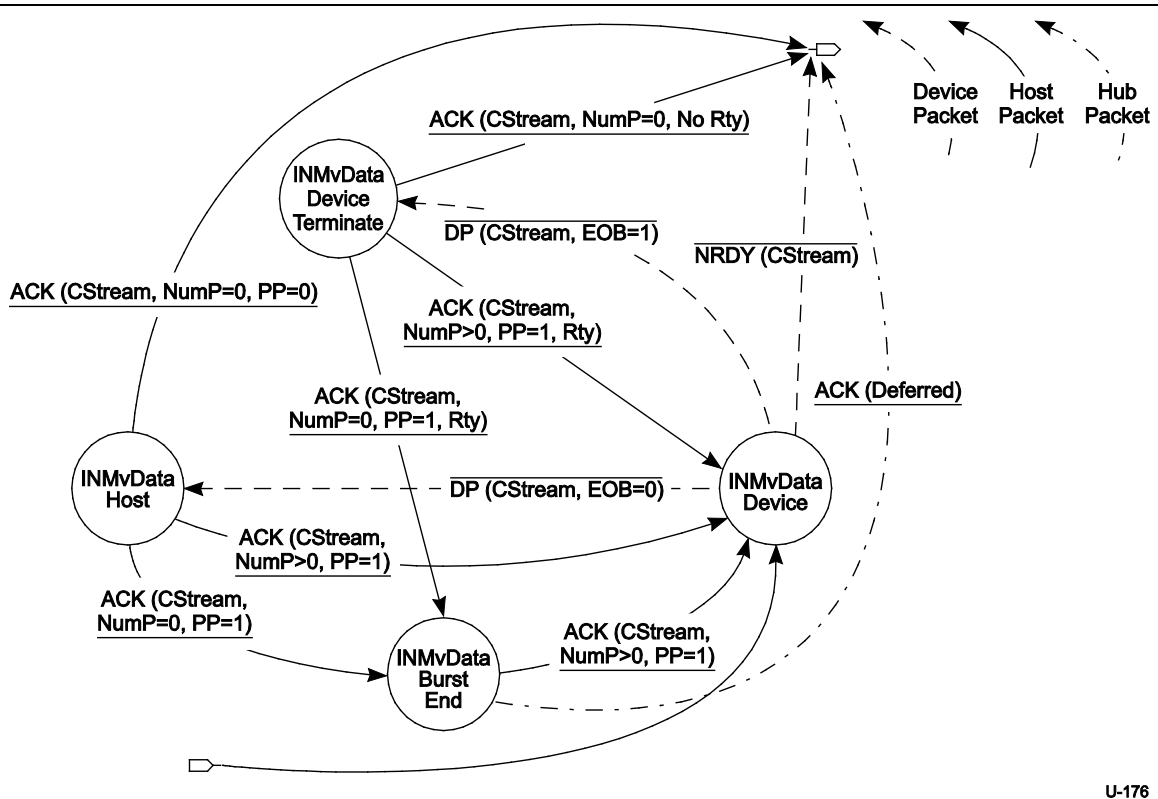 Device
Packet
Host
Packet
Hub
Packet
ACK (CStream, NumP=0, No Rty)
INMvData
Device
Terminate
DP (CStream, EOB=1)
NRDY (CStream)
ACK (CStream, NumP=0, PP=0)
ACK (CStream,
NumP>0, PP=1, Rty)
ACK (CStream,
NumP=0, PP=1, Rty)
ACK (Deferred)
INMvData
Host
DP (CStream, EOB=0)
INMvData
Device
ACK (CStream,
NumP>0, PP=1)
ACK (CStream,
NumP=0, PP=1)
INMvData
Burst
End
ACK (CStream,
NumP>0, PP=1)
U-176